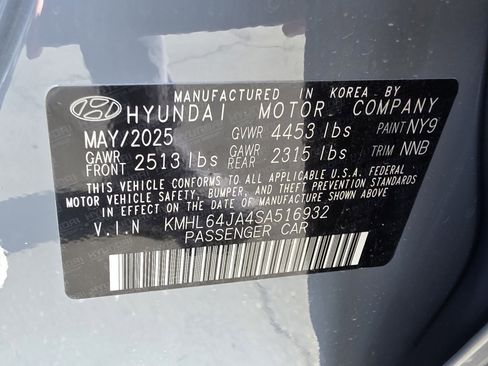 MANUFACTURED IN KOREA BY
HYUNDAI MOTOR COMPANY
MAY/2025 GVWR 4453 lbs PAINT NY9
GAWR FRONT 2513 lbs GAWR REAR 2315 lbs TRIM NNB
THIS VEHICLE CONFORMS TO ALL APPLICABLE U.S.A. FEDERAL
MOTOR VEHICLE SAFETY, BUMPER, AND THEFT PREVENTION
STANDARDS IN EFFECT ON THE DATE OF MANUFACTURE SHOWN ABOVE.
V.I.N KMHL64JA4SA516932
PASSENGER CAR